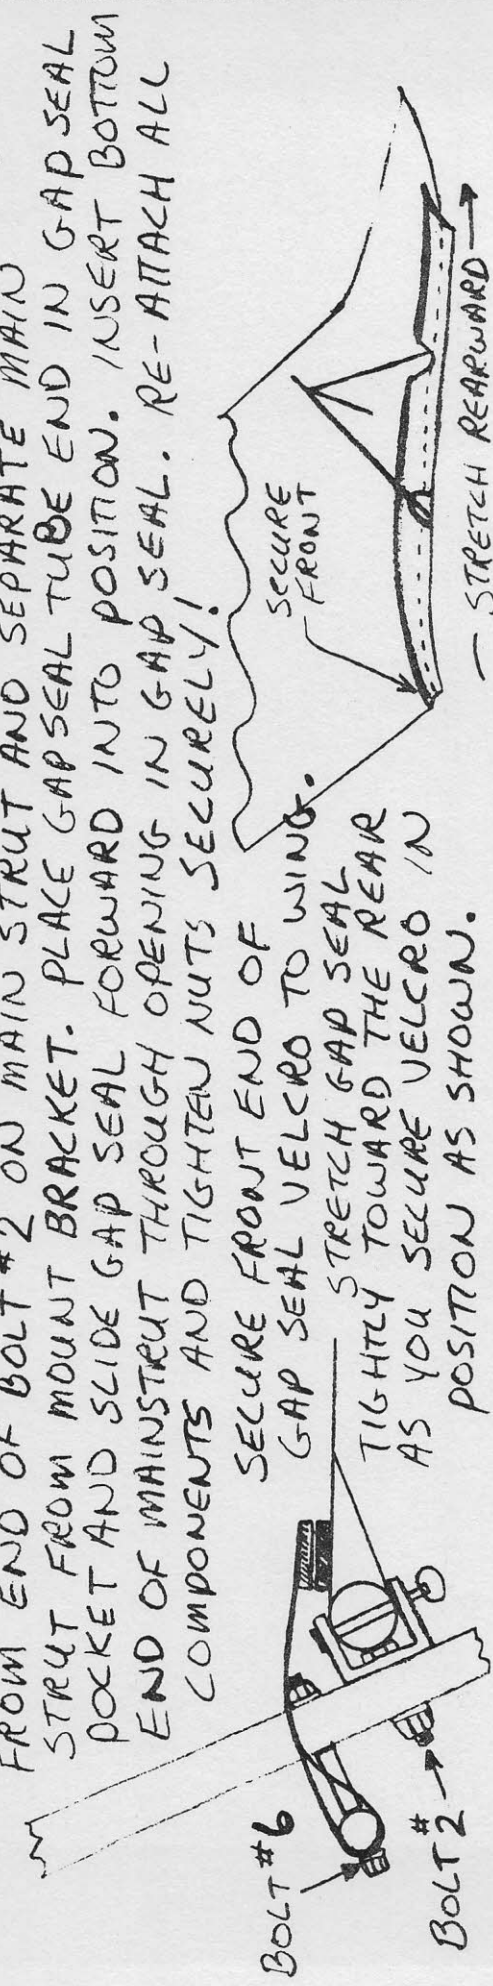 FROM END OF BOLT #2 ON MAIN STRUT AND SEPARATE MAIN
STRUT FROM MOUNT BRACKET. PLACE GAP SEAL TUBE END IN GAP SEAL
POCKET AND SLIDE GAP SEAL FORWARD INTO POSITION. INSERT BOTTOM
END OF MAINSTRUT THROUGH OPENING IN GAP SEAL. RE-ATTACH ALL
COMPONENTS AND TIGHTEN NUTS SECURELY!
SECURE FRONT END OF
GAP SEAL VELCRO TO WING.
STRETCH GAP SEAL
TIGHTLY TOWARD THE REAR
AS YOU SECURE VELCRO IN
POSITION AS SHOWN.
BOLT #6
BOLT #2
SECURE
FRONT
— STRETCH REARWARD →